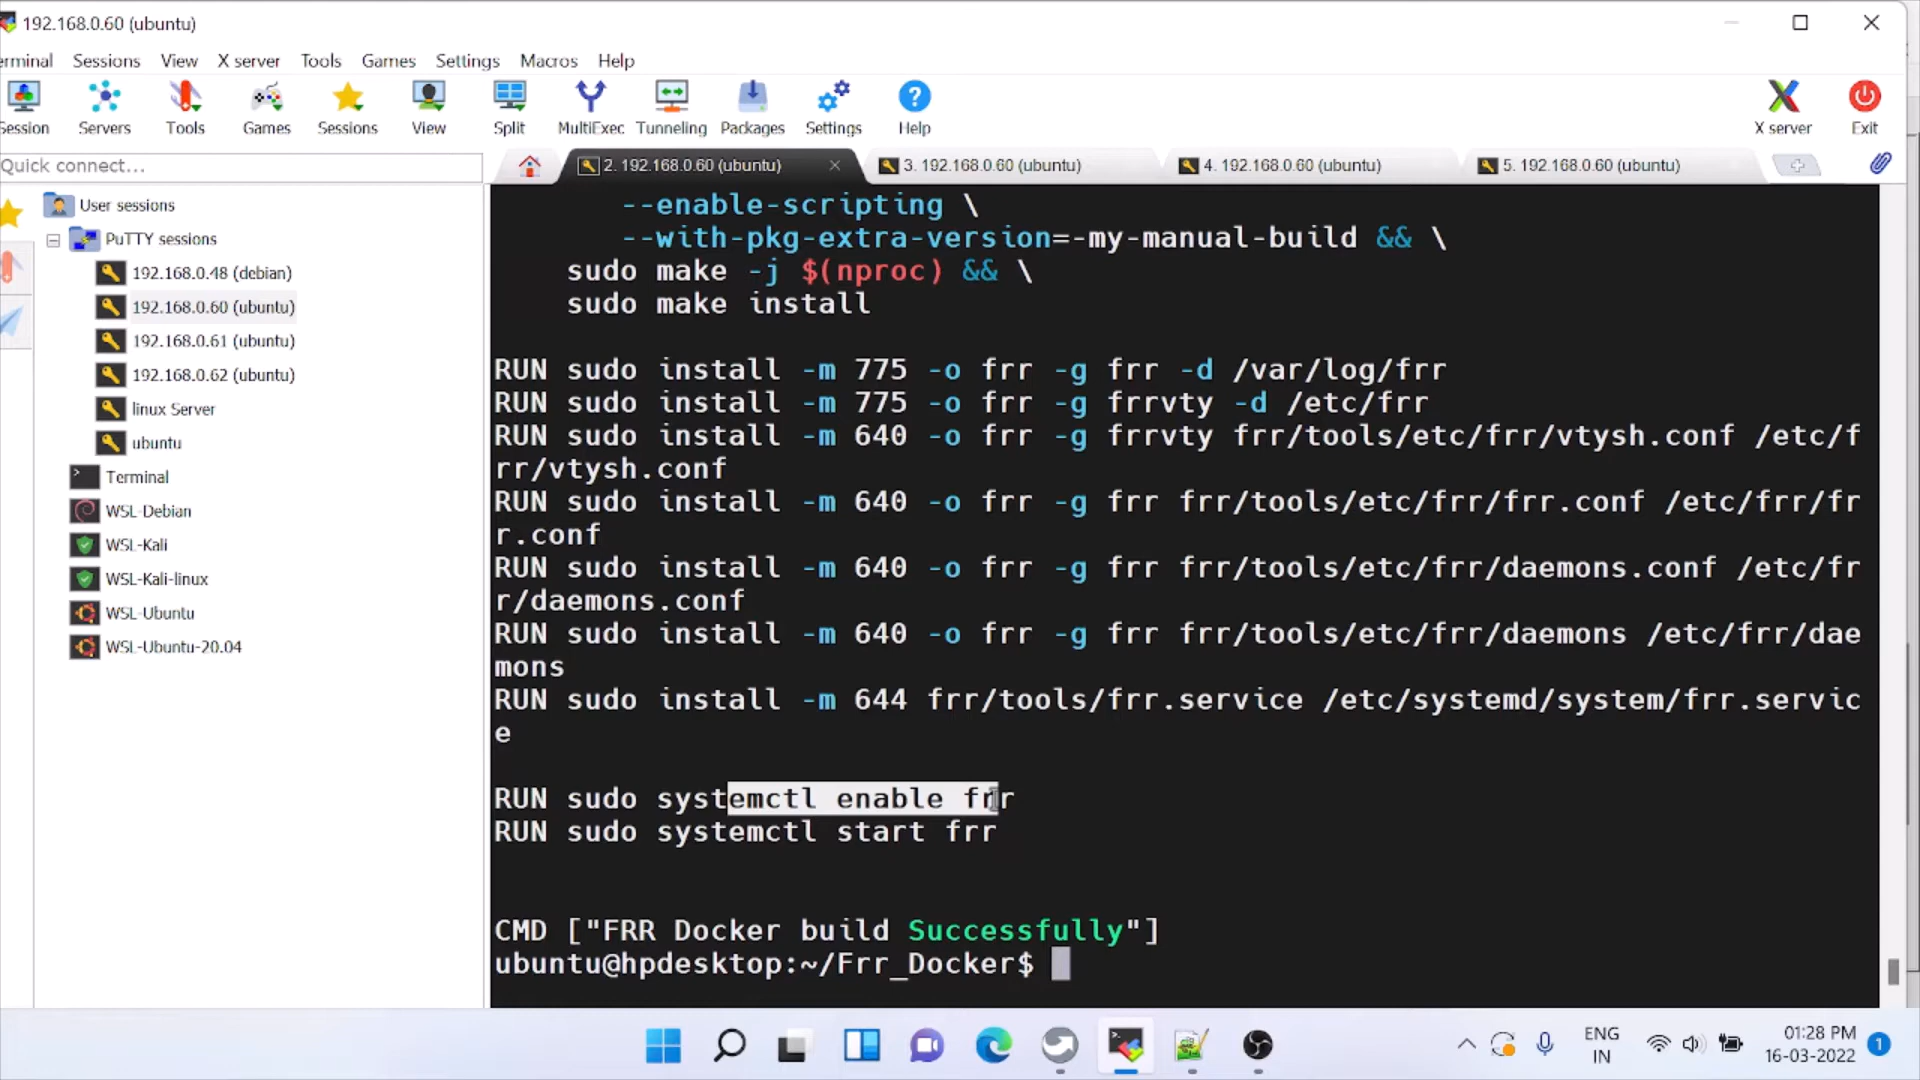 192.168.0.60 (ubuntu)
erminal Sessions View X server Tools Games Settings Macros Help
Session Servers Tools Games Sessions View Split MultiExec Tunneling Packages Settings Help X server Exit
Quick connect...
2. 192.168.0.60 (ubuntu)
3. 192.168.0.60 (ubuntu)
4. 192.168.0.60 (ubuntu)
5. 192.168.0.60 (ubuntu)
User sessions
PuTTY sessions
192.168.0.48 (debian)
192.168.0.60 (ubuntu)
192.168.0.61 (ubuntu)
192.168.0.62 (ubuntu)
linux Server
ubuntu
Terminal
WSL-Debian
WSL-Kali
WSL-Kali-linux
WSL-Ubuntu
WSL-Ubuntu-20.04
--enable-scripting \
--with-pkg-extra-version=-my-manual-build && \
sudo make -j $(nproc) && \
sudo make install
RUN sudo install -m 775 -o frr -g frr -d /var/log/frr
RUN sudo install -m 775 -o frr -g frrvty -d /etc/frr
RUN sudo install -m 640 -o frr -g frrvty frr/tools/etc/frr/vtysh.conf /etc/f
rr/vtysh.conf
RUN sudo install -m 640 -o frr -g frr frr/tools/etc/frr/frr.conf /etc/frr/fr
r.conf
RUN sudo install -m 640 -o frr -g frr frr/tools/etc/frr/daemons.conf /etc/fr
r/daemons.conf
RUN sudo install -m 640 -o frr -g frr frr/tools/etc/frr/daemons /etc/frr/dae
mons
RUN sudo install -m 644 frr/tools/frr.service /etc/systemd/system/frr.servic
e
RUN sudo systemctl enable frr
RUN sudo systemctl start frr
CMD ["FRR Docker build Successfully"]
ubuntu@hpdesktop:~/Frr_Docker$
ENG
IN
01:28 PM
16-03-2022
1